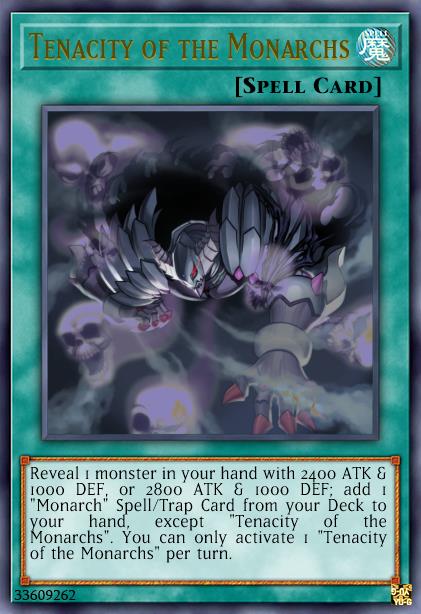 Tenacity of the Monarchs
SPELL
魔
[Spell Card]
Reveal 1 monster in your hand with 2400 ATK &
1000 DEF, or 2800 ATK & 1000 DEF; add 1
"Monarch" Spell/Trap Card from your Deck to
your hand, except "Tenacity of the
Monarchs". You can only activate 1 "Tenacity
of the Monarchs" per turn.
33609262